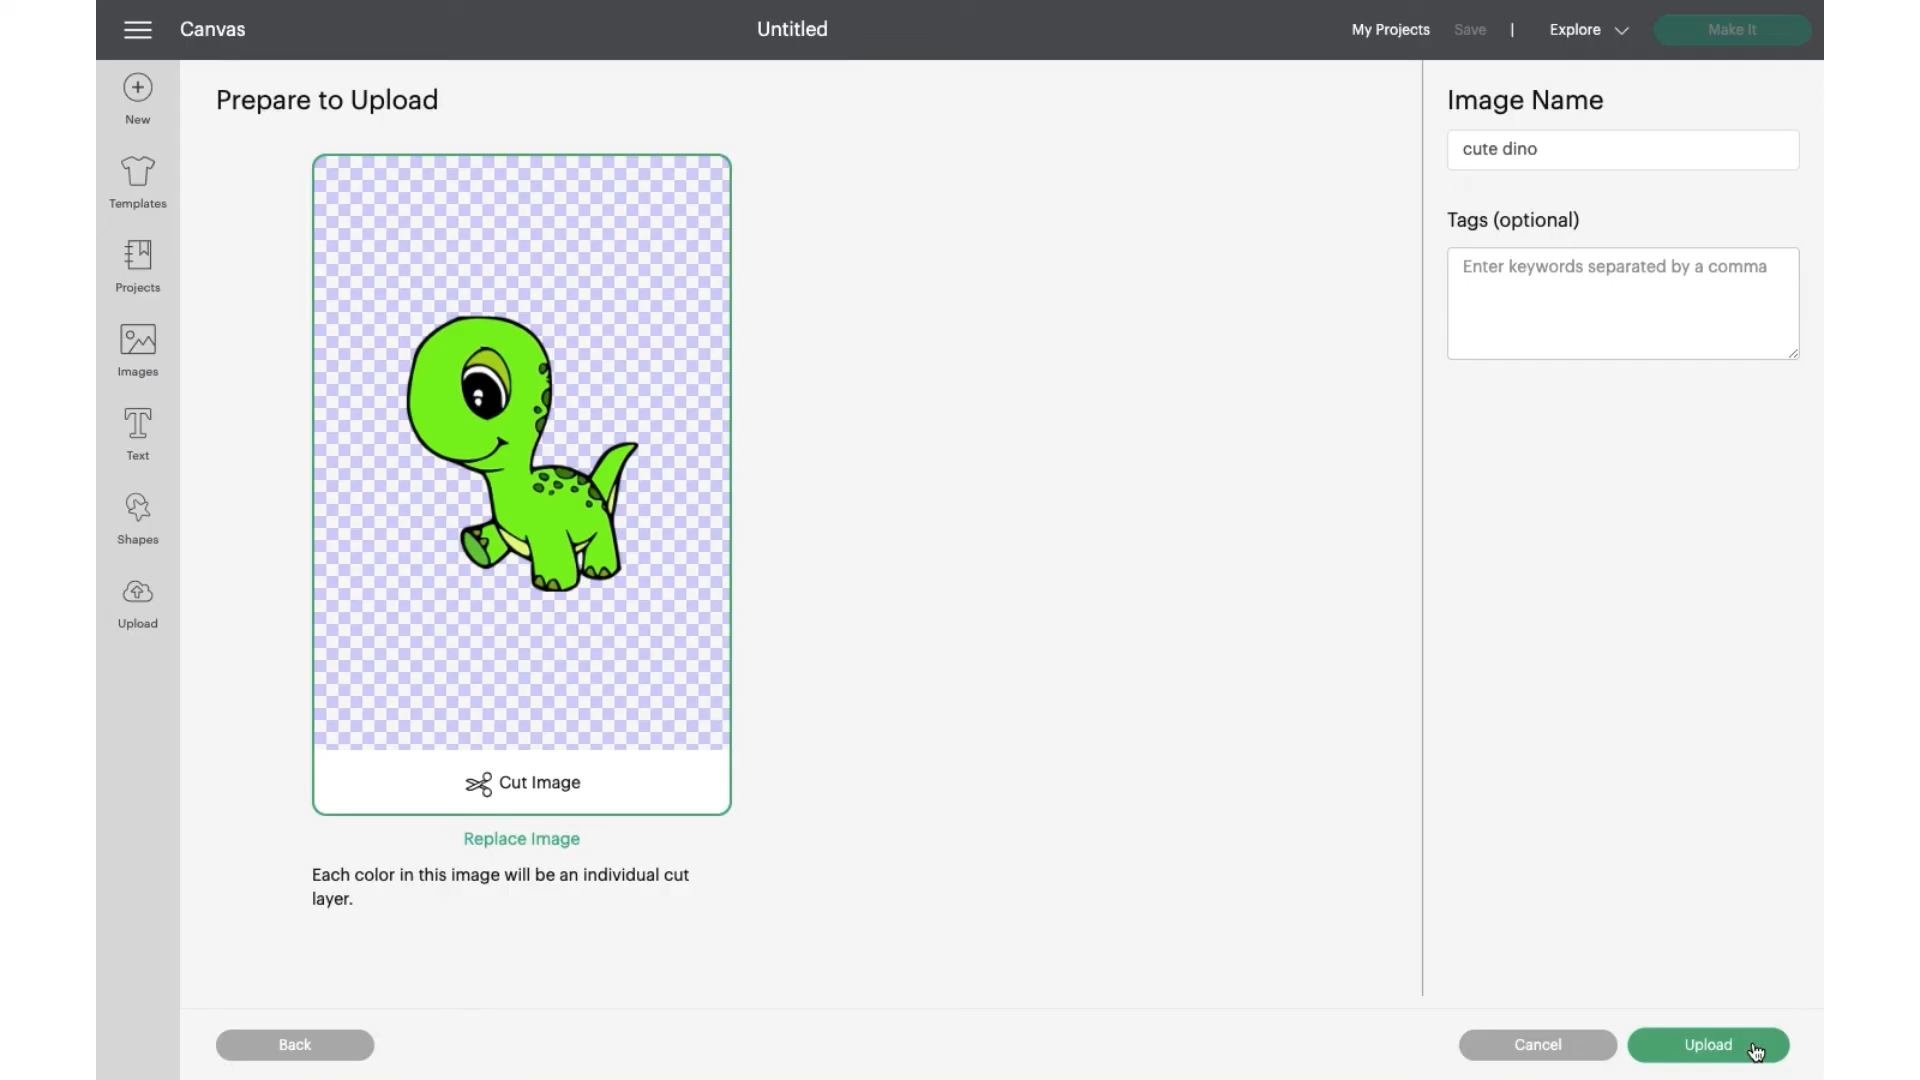 Canvas
Untitled
My Projects
Save
|
Explore
Make It
New
Templates
Projects
Images
Text
Shapes
Upload
Prepare to Upload
Cut Image
Replace Image
Each color in this image will be an individual cut
layer.
Image Name
cute dino
Tags (optional)
Enter keywords separated by a comma
Back
Cancel
Upload